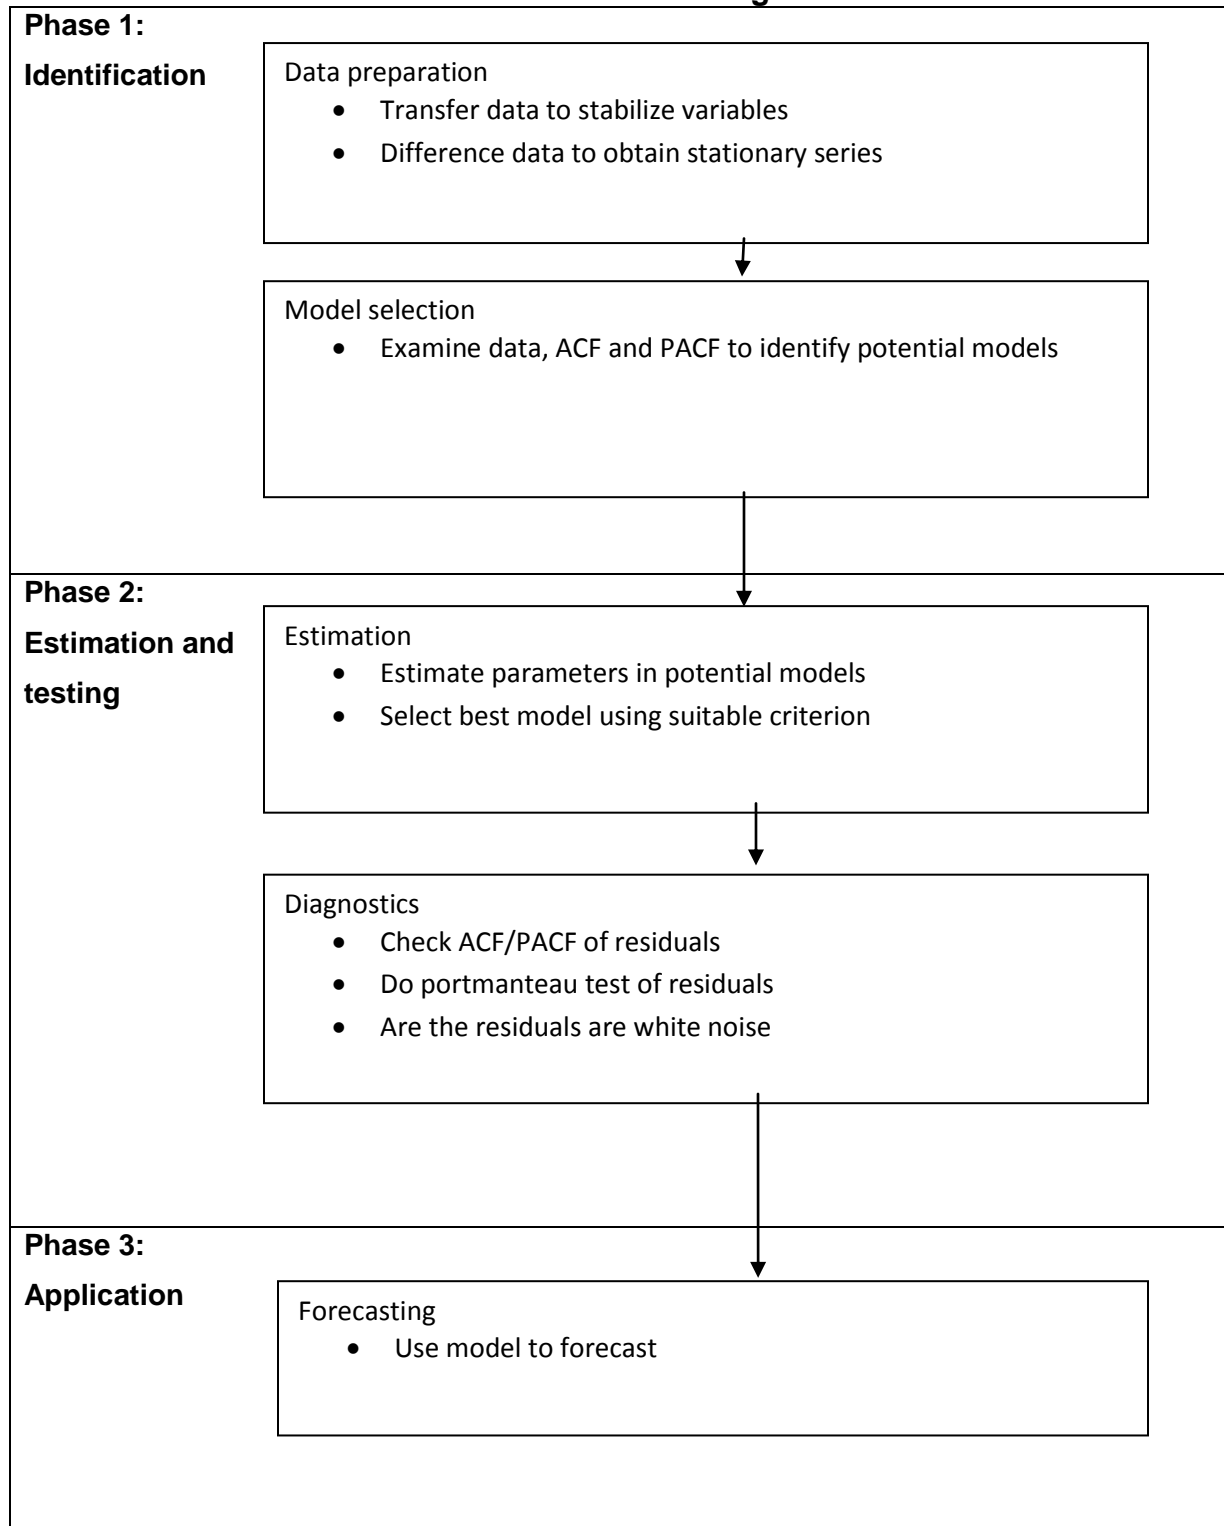 Phase 1:
Identification
Data preparation
• Transfer data to stabilize variables
• Difference data to obtain stationary series
Model selection
• Examine data, ACF and PACF to identify potential models
Phase 2:
Estimation and
testing
Estimation
• Estimate parameters in potential models
• Select best model using suitable criterion
Diagnostics
• Check ACF/PACF of residuals
• Do portmanteau test of residuals
• Are the residuals are white noise
Phase 3:
Application
Forecasting
• Use model to forecast